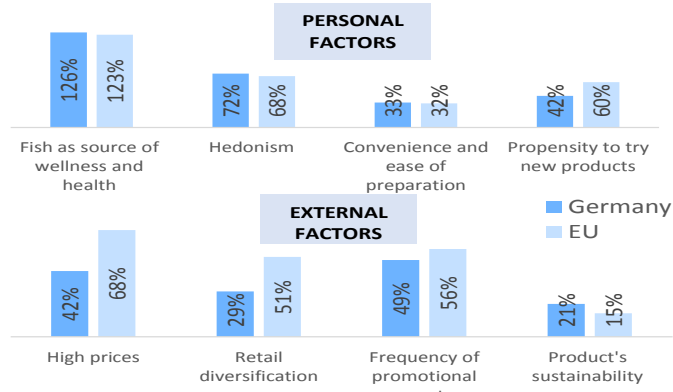 PERSONAL
FACTORS
126%
123%
72%
68%
33%
32%
42%
60%
Fish as source of
wellness and
health
Hedonism
Convenience and
ease of
preparation
Propensity to try
new products
EXTERNAL
FACTORS
Germany
EU
42%
68%
29%
51%
49%
56%
21%
15%
High prices
Retail
diversification
Frequency of
promotional
Product's
sustainability